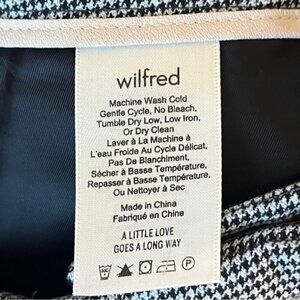 wilfred
Machine Wash Cold
Gentle Cycle, No Bleach,
Tumble Dry Low, Low Iron,
Or Dry Clean
Laver À La Machine À
L'eau Froide Au Cycle Délicat,
Pas De Blanchiment,
Sécher à Basse Température,
Repasser à Basse Température,
Ou Nettoyer à Sec
Made in China
Fabriqué en Chine
A LITTLE LOVE
GOES A LONG WAY